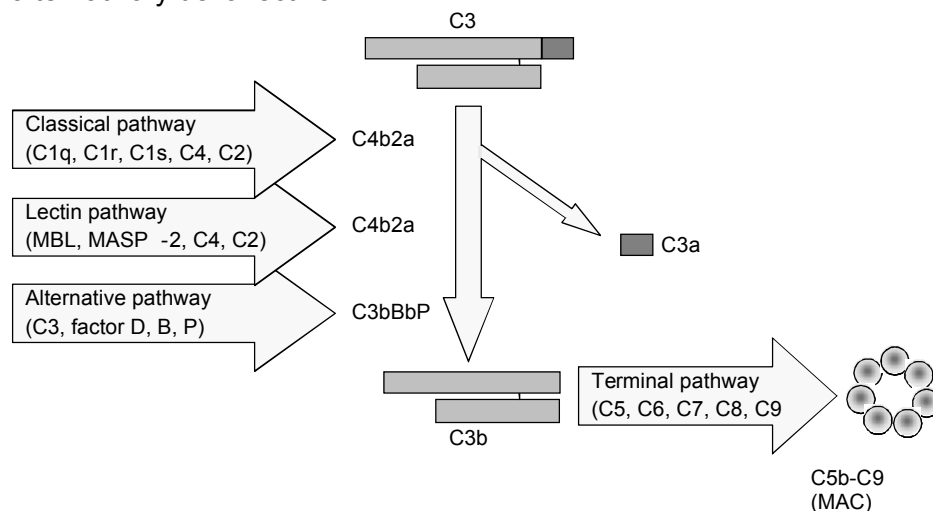 C3
Classical pathway
(C1q, C1r, C1s, C4, C2)
C4b2a
Lectin pathway
(MBL, MASP -2, C4, C2)
C4b2a
C3a
Alternative pathway
(C3, factor D, B, P)
C3bBbP
Terminal pathway
(C5, C6, C7, C8, C9
C3b
C5b-C9
(MAC)